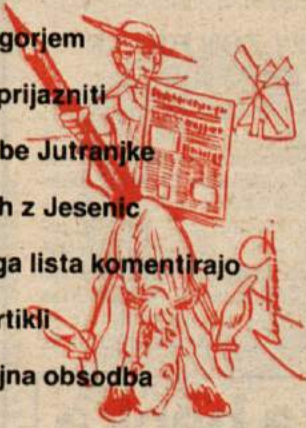 gorjem
prijazniti
be Jutranjke
h z Jesenic
ga lista komentirajo
rtikli
jna obsodba